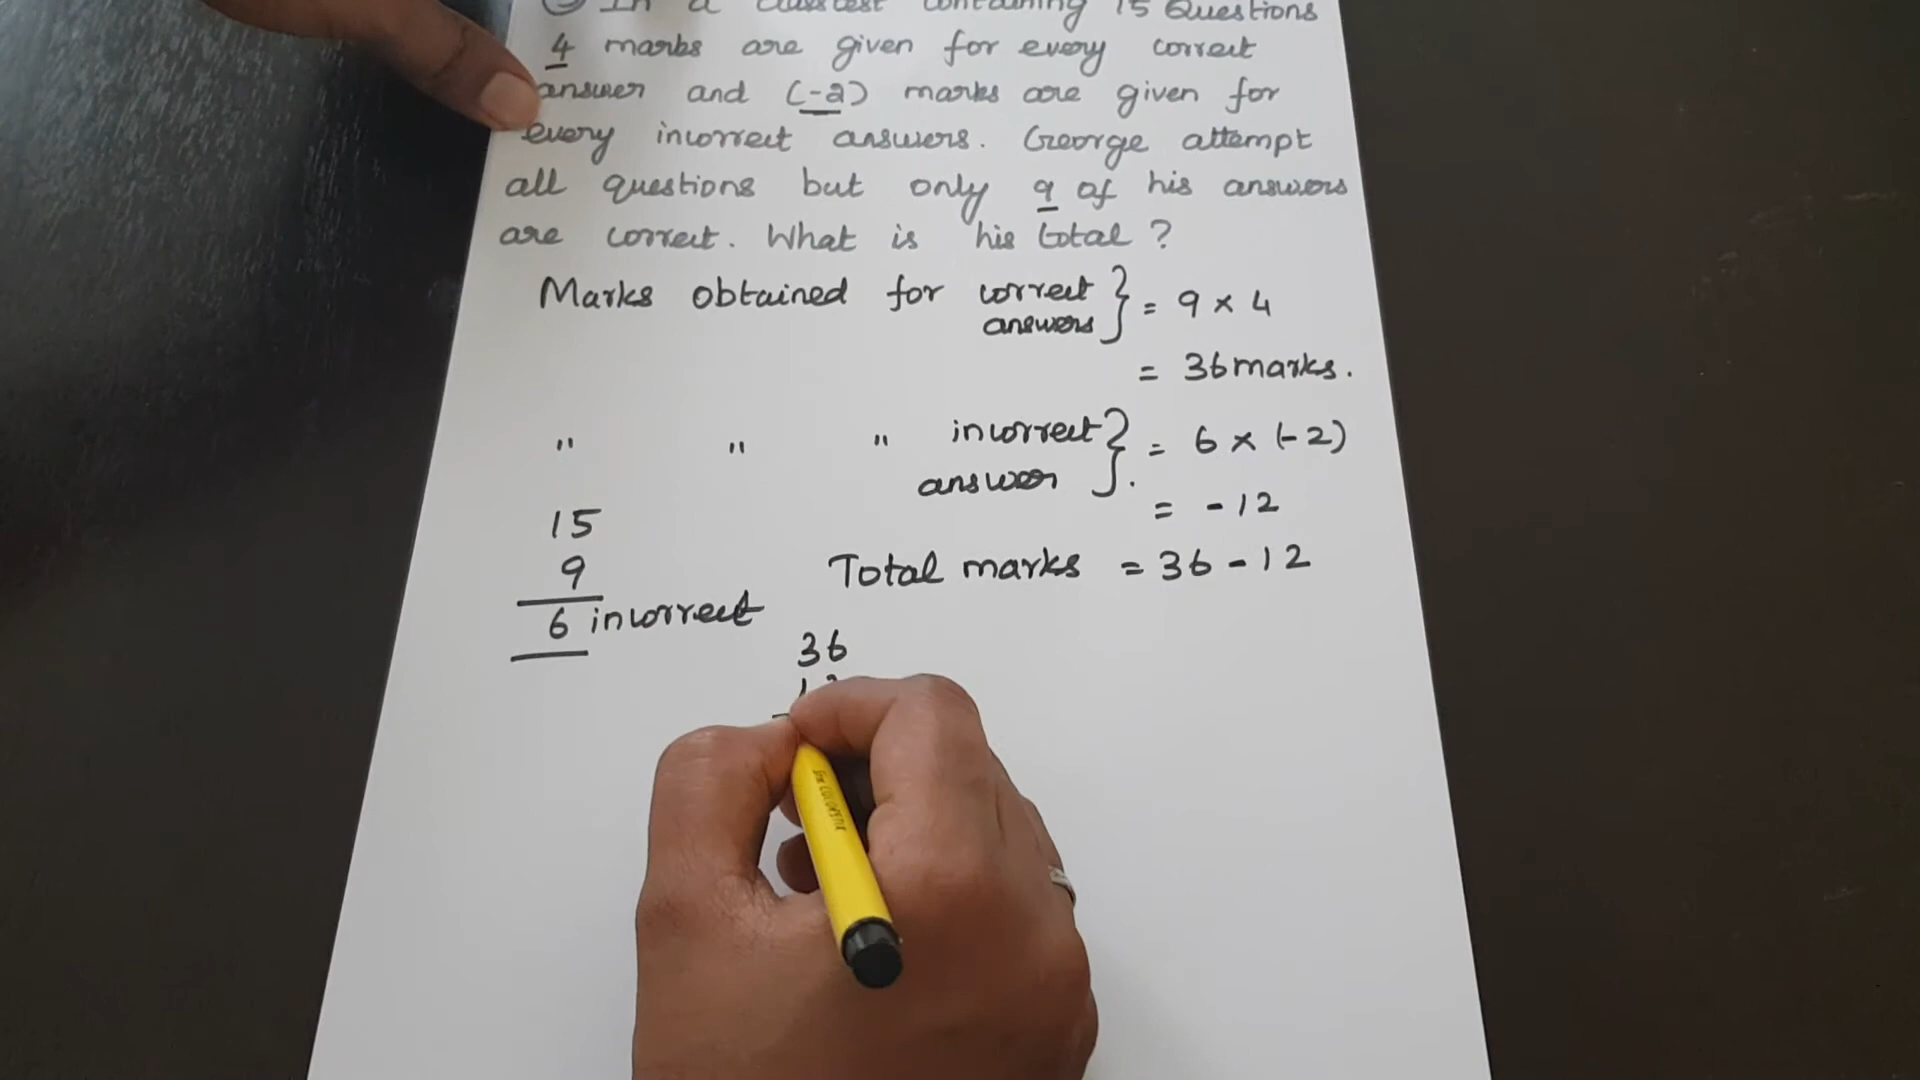 In a classtest containing 15 Questions
4 marks are given for every correct
answer and (-2) marks are given for
every incorrect answers. George attempt
all questions but only 9 of his answers
are correct. What is his total ?
Marks obtained for correct answers } = 9 × 4
= 36 marks.
" " " incorrect answer } = 6 × (-2)
= -12
15
9
6 incorrect
Total marks = 36 - 12
36